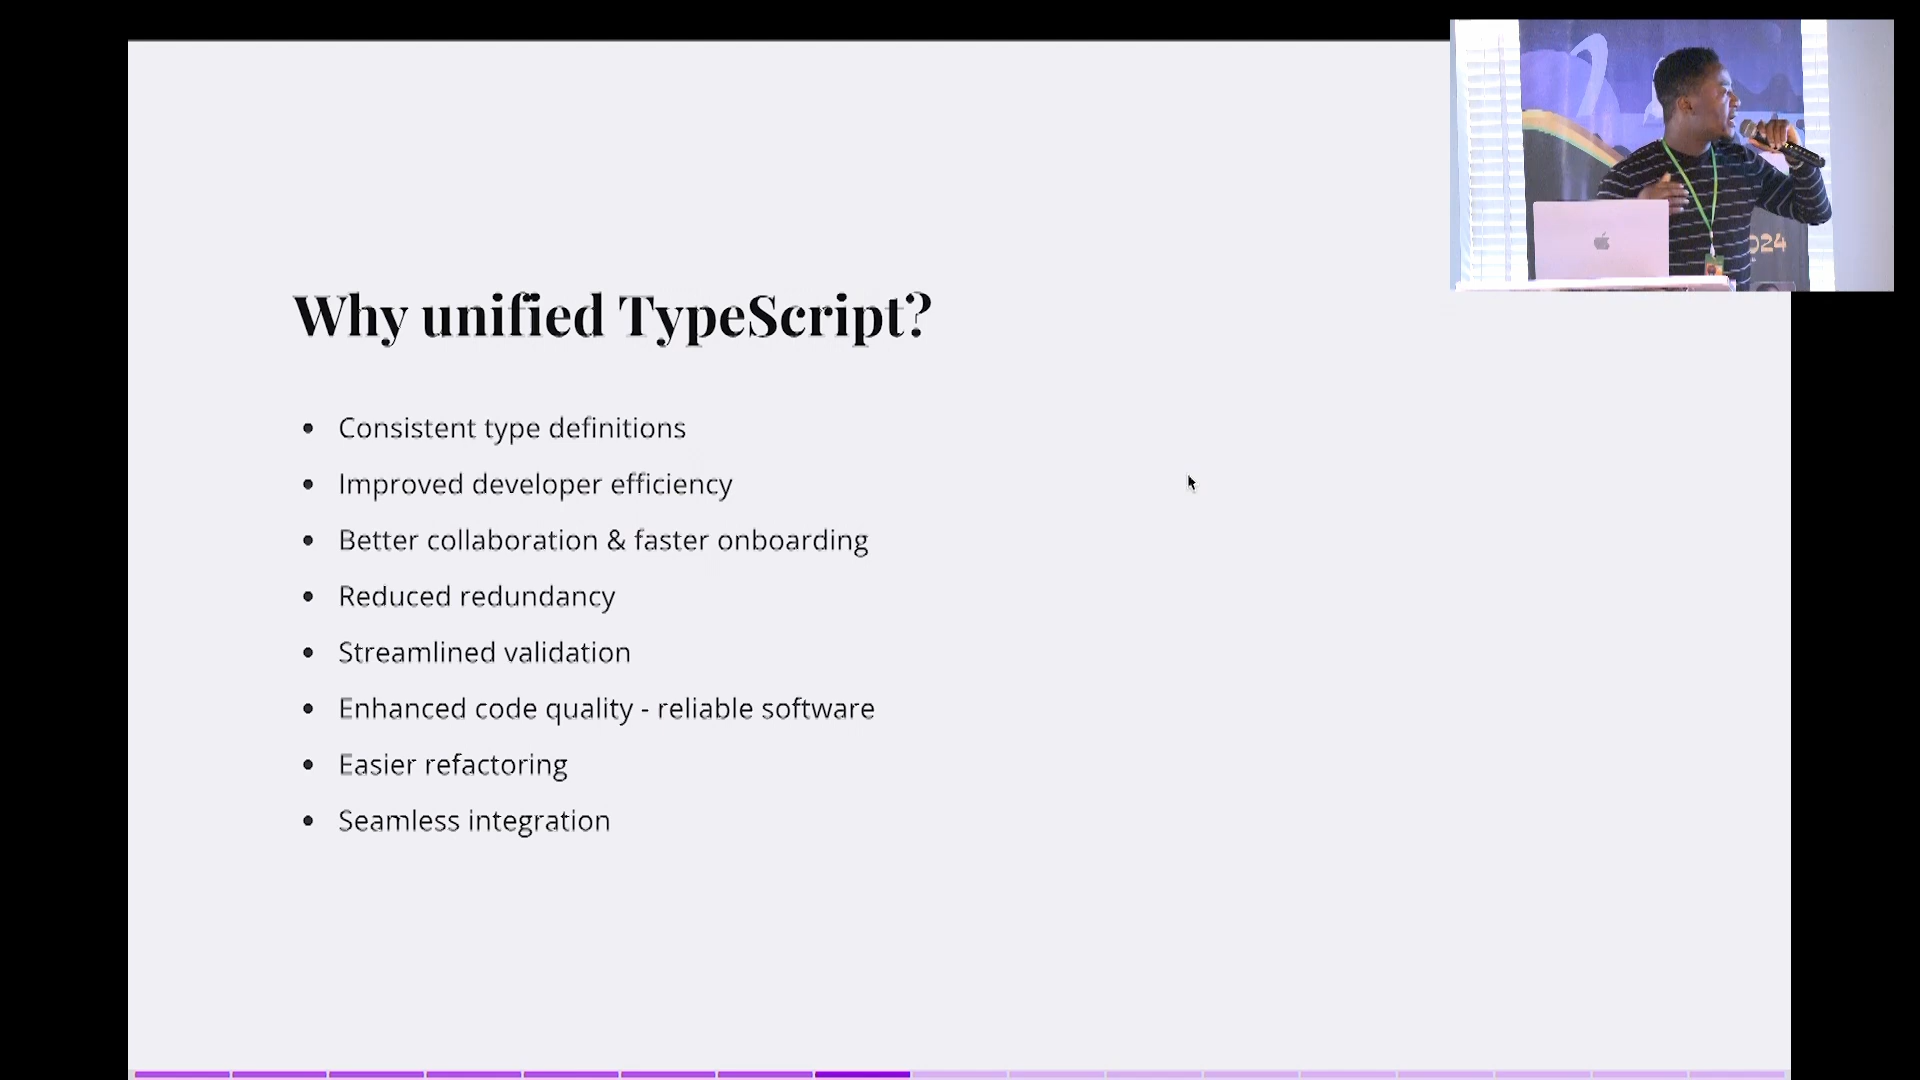 Why unified TypeScript?
Consistent type definitions
Improved developer efficiency
Better collaboration & faster onboarding
Reduced redundancy
Streamlined validation
Enhanced code quality - reliable software
Easier refactoring
Seamless integration
024